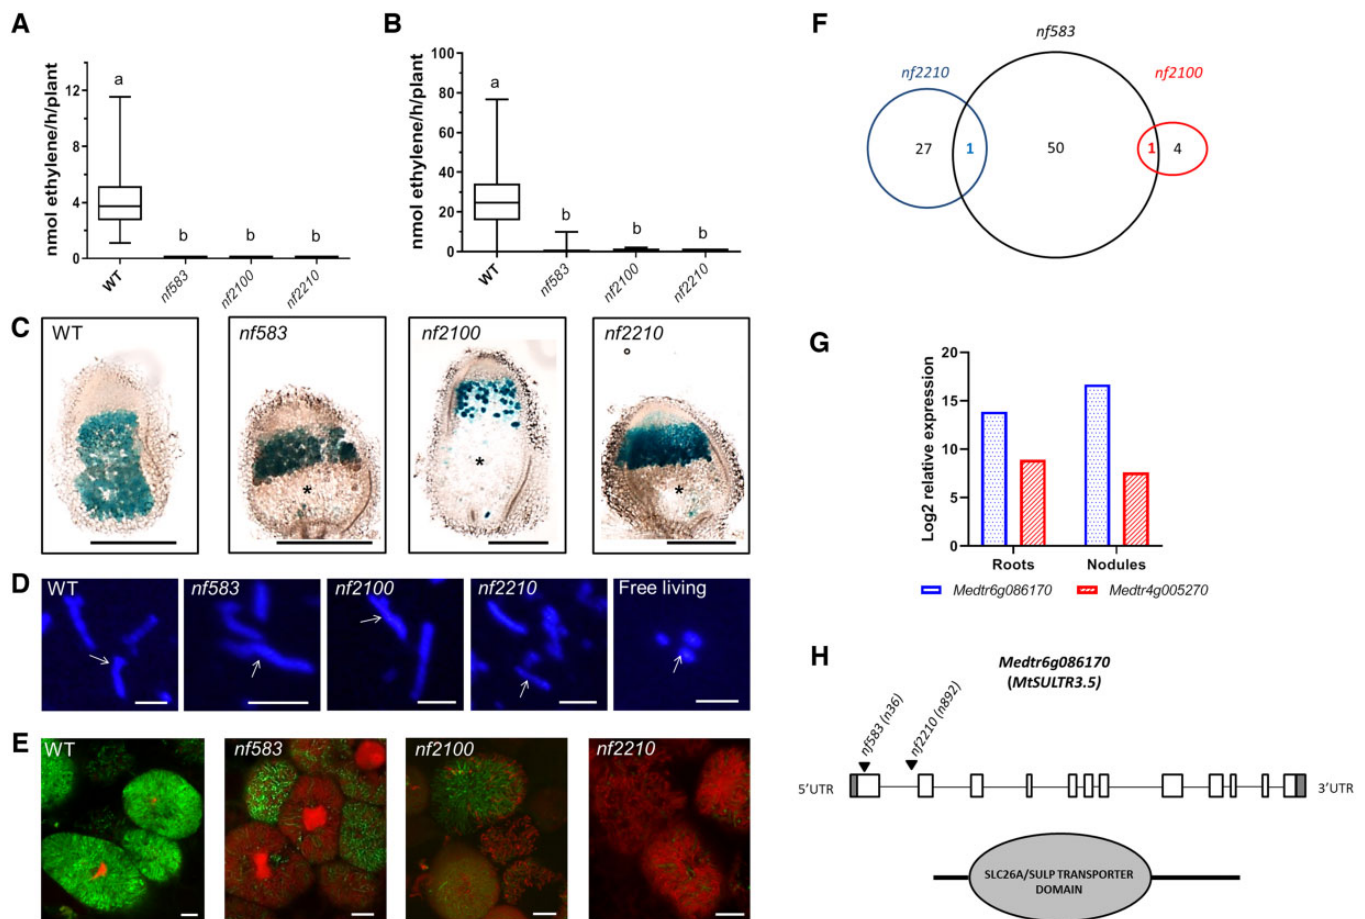 A
nmol ethylene/h/plant
12
8
4
0
a
b
b
b
WT
nf583
nf2100
nf2210
B
nmol ethylene/h/plant
100
80
60
40
20
0
a
b
b
b
WT
nf583
nf2100
nf2210
C
WT
nf583
*
nf2100
*
nf2210
*
D
WT
nf583
nf2100
nf2210
Free living
E
WT
nf583
nf2100
nf2210
F
nf583
nf2210
nf2100
27
1
50
1
4
G
Log2 relative expression
20
15
10
5
0
Roots
Nodules
Medtr6g086170
Medtr4g005270
H
Medtr6g086170
(MtSULTR3.5)
nf583 (n36)
nf2210 (n892)
5'UTR
3'UTR
SLC26A/SULP TRANSPORTER
DOMAIN